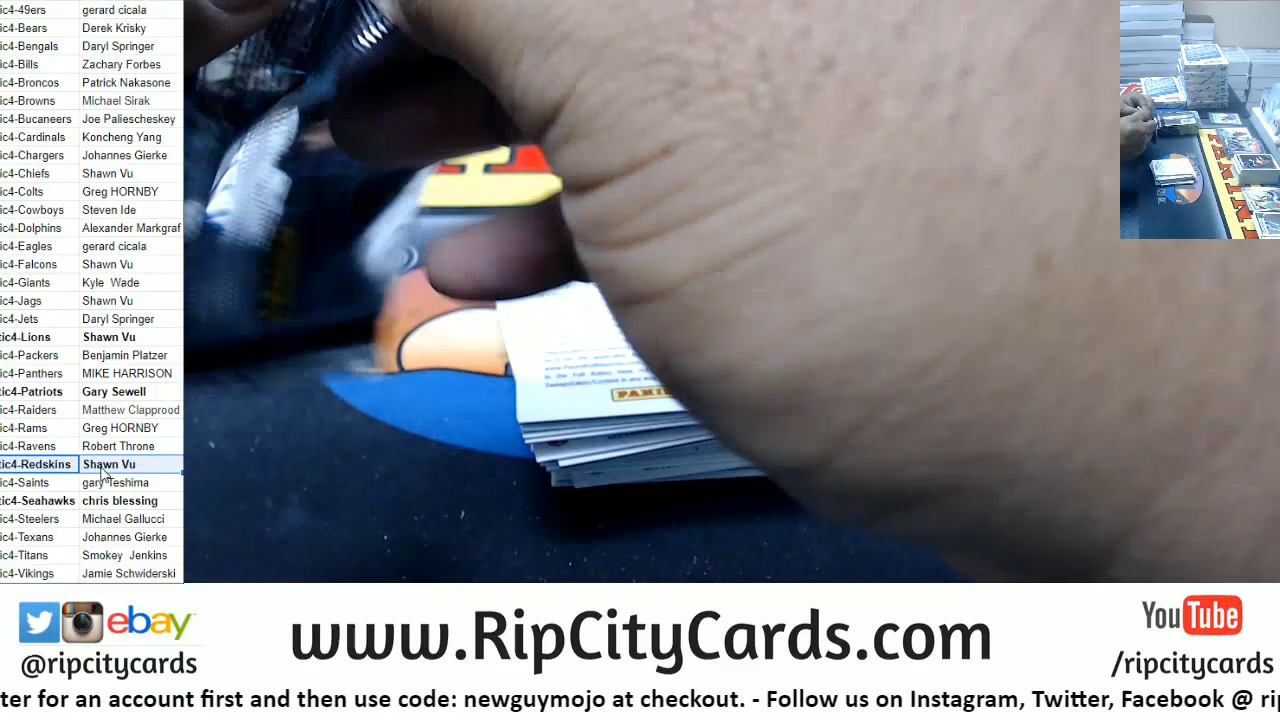 ic4-49ers gerard cicala
ic4-Bears Derek Krisky
ic4-Bengals Daryl Springer
ic4-Bills Zachary Forbes
ic4-Broncos Patrick Nakasone
ic4-Browns Michael Sirak
ic4-Bucaneers Joe Paliescheskey
ic4-Cardinals Koncheng Yang
ic4-Chargers Johannes Gierke
ic4-Chiefs Shawn Vu
ic4-Colts Greg HORNBY
ic4-Cowboys Steven Ide
ic4-Dolphins Alexander Markgraf
ic4-Eagles gerard cicala
ic4-Falcons Shawn Vu
ic4-Giants Kyle Wade
ic4-Jags Shawn Vu
ic4-Jets Daryl Springer
tic4-Lions Shawn Vu
ic4-Packers Benjamin Platzer
ic4-Panthers MIKE HARRISON
tic4-Patriots Gary Sewell
ic4-Raiders Matthew Clapprood
ic4-Rams Greg HORNBY
ic4-Ravens Robert Throne
tic4-Redskins Shawn Vu
ic4-Saints gary Teshima
tic4-Seahawks chris blessing
ic4-Steelers Michael Gallucci
ic4-Texans Johannes Gierke
ic4-Titans Smokey Jenkins
ic4-Vikings Jamie Schwiderski
PANI
ebay
@ripcitycards
www.RipCityCards.com
YouTube
/ripcitycards
ter for an account first and then use code: newguymojo at checkout. - Follow us on Instagram, Twitter, Facebook @ rip